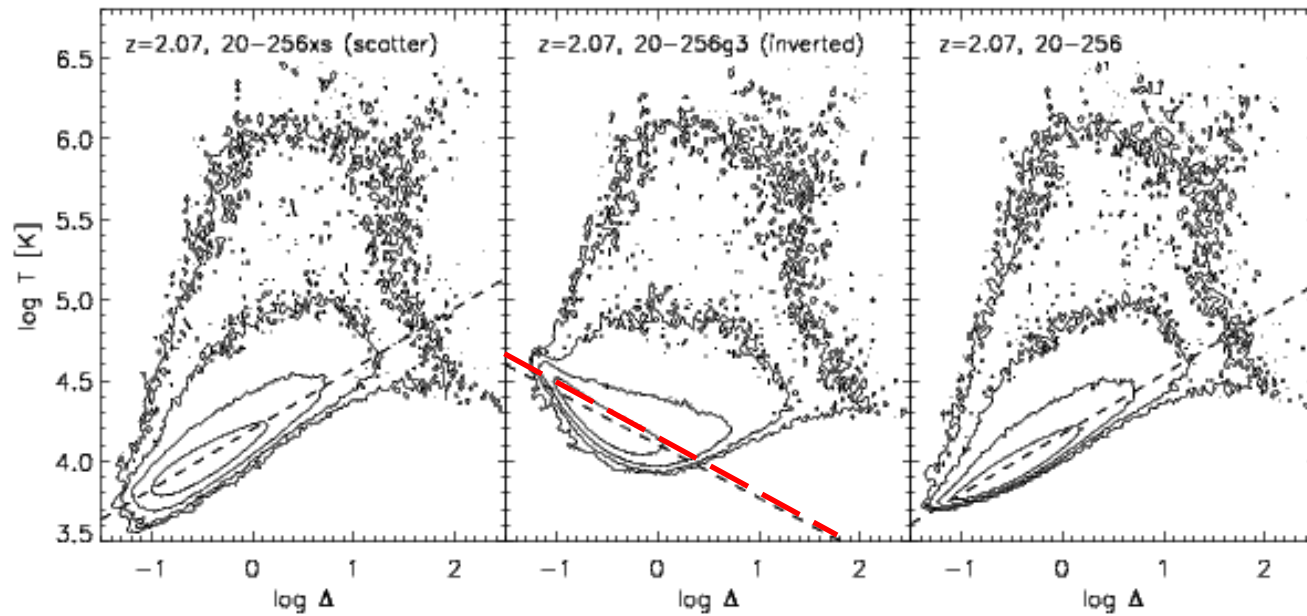 z=2.07, 20-256xs (scatter)
z=2.07, 20-256g3 (inverted)
z=2.07, 20-256
6.5
6.0
5.5
5.0
4.5
4.0
3.5
log T [K]
-1 0 1 2
-1 0 1 2
-1 0 1 2
log Δ
log Δ
log Δ